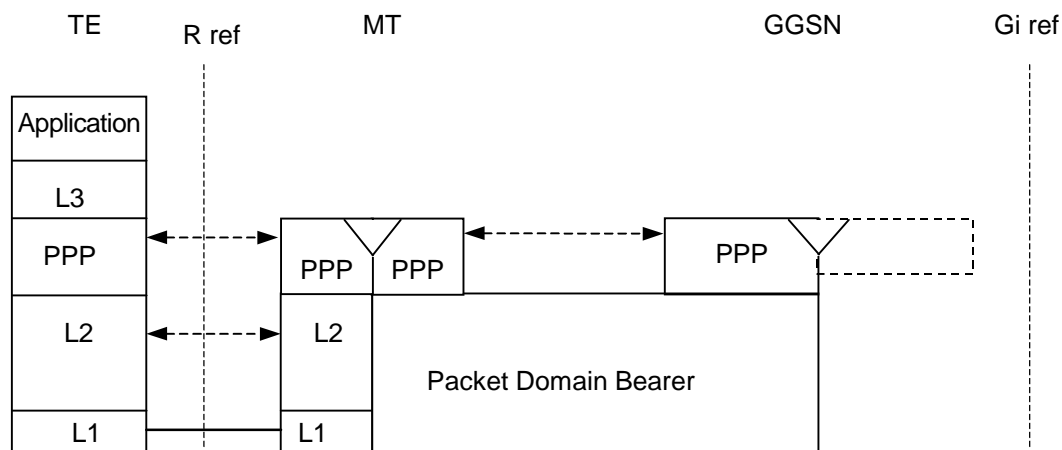 TE
R ref
MT
GGSN
Gi ref
Application
L3
PPP
PPP
PPP
PPP
L2
L2
Packet Domain Bearer
L1
L1